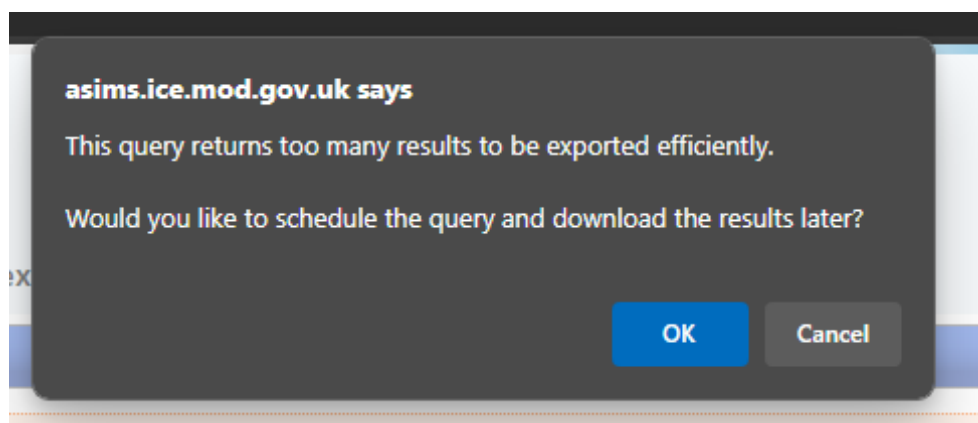 asims.ice.mod.gov.uk says
This query returns too many results to be exported efficiently.
Would you like to schedule the query and download the results later?
ex
OK Cancel